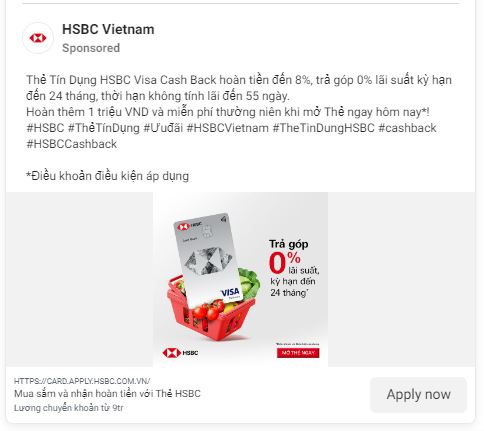 HSBC Vietnam
Sponsored
Thẻ Tín Dụng HSBC Visa Cash Back hoàn tiền đến 8%, trả góp 0% lãi suất kỳ hạn
đến 24 tháng, thời hạn không tính lãi đến 55 ngày.
Hoàn thêm 1 triệu VND và miễn phí thường niên khi mở Thẻ ngay hôm nay*!
#HSBC #ThẻTínDụng #Ưuđãi #HSBCVietnam #TheTinDungHSBC #cashback
#HSBCCashback
*Điều khoản điều kiện áp dụng
HSBC
VISA
Trả góp
0%
lãi suất,
kỳ hạn đến
24 tháng*
MỞ THẺ NGAY
HSBC
HTTPS://CARD.APPLY.HSBC.COM.VN/
Mua sắm và nhận hoàn tiền với Thẻ HSBC
Lương chuyển khoản từ 9tr
Apply now